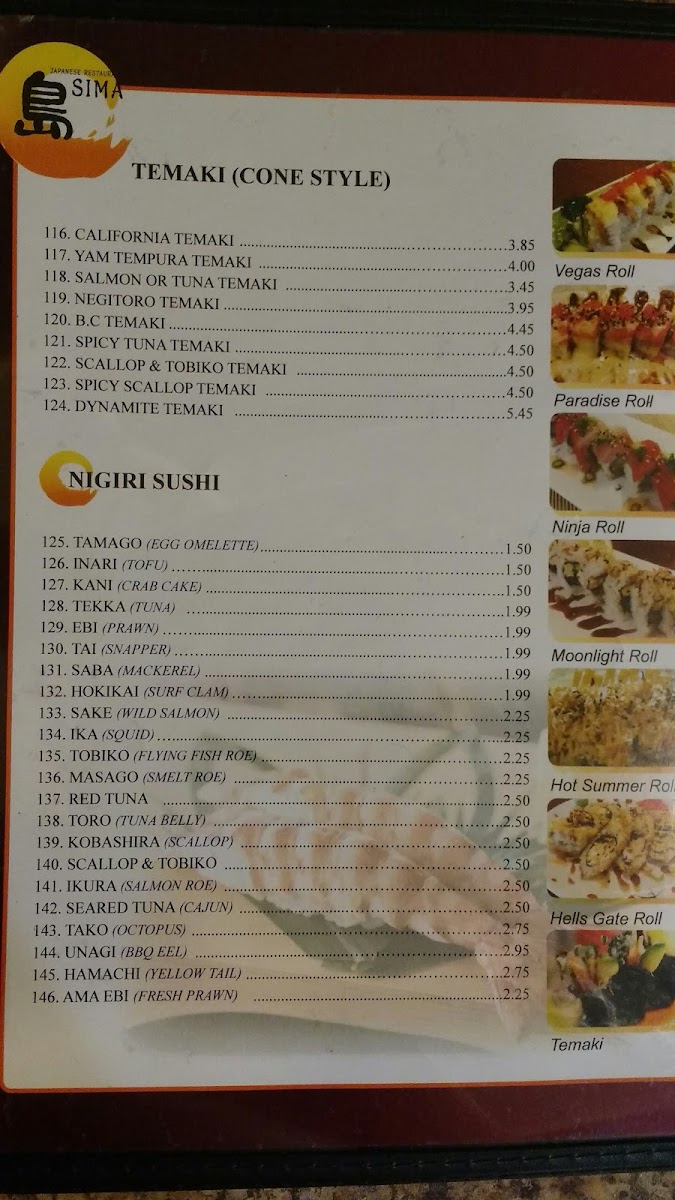 JAPANESE RESTAURANT
SIMA
島
TEMAKI (CONE STYLE)
116. CALIFORNIA TEMAKI ........3.85
117. YAM TEMPURA TEMAKI ........4.00
118. SALMON OR TUNA TEMAKI ........3.45
119. NEGITORO TEMAKI ........3.95
120. B.C TEMAKI ........4.45
121. SPICY TUNA TEMAKI ........4.50
122. SCALLOP & TOBIKO TEMAKI ........4.50
123. SPICY SCALLOP TEMAKI ........4.50
124. DYNAMITE TEMAKI ........5.45
NIGIRI SUSHI
125. TAMAGO (EGG OMELETTE)........1.50
126. INARI (TOFU) ........1.50
127. KANI (CRAB CAKE) ........1.50
128. TEKKA (TUNA) ........1.99
129. EBI (PRAWN) ........1.99
130. TAI (SNAPPER) ........1.99
131. SABA (MACKEREL) ........1.99
132. HOKIKAI (SURF CLAM) ........1.99
133. SAKE (WILD SALMON) ........2.25
134. IKA (SQUID) ........2.25
135. TOBIKO (FLYING FISH ROE) ........2.25
136. MASAGO (SMELT ROE) ........2.25
137. RED TUNA ........2.50
138. TORO (TUNA BELLY) ........2.50
139. KOBASHIRA (SCALLOP) ........2.50
140. SCALLOP & TOBIKO ........2.50
141. IKURA (SALMON ROE) ........2.50
142. SEARED TUNA (CAJUN) ........2.50
143. TAKO (OCTOPUS) ........2.75
144. UNAGI (BBQ EEL) ........2.95
145. HAMACHI (YELLOW TAIL) ........2.75
146. AMA EBI (FRESH PRAWN) ........2.25
Vegas Roll
Paradise Roll
Ninja Roll
Moonlight Roll
Hot Summer Roll
Hells Gate Roll
Temaki